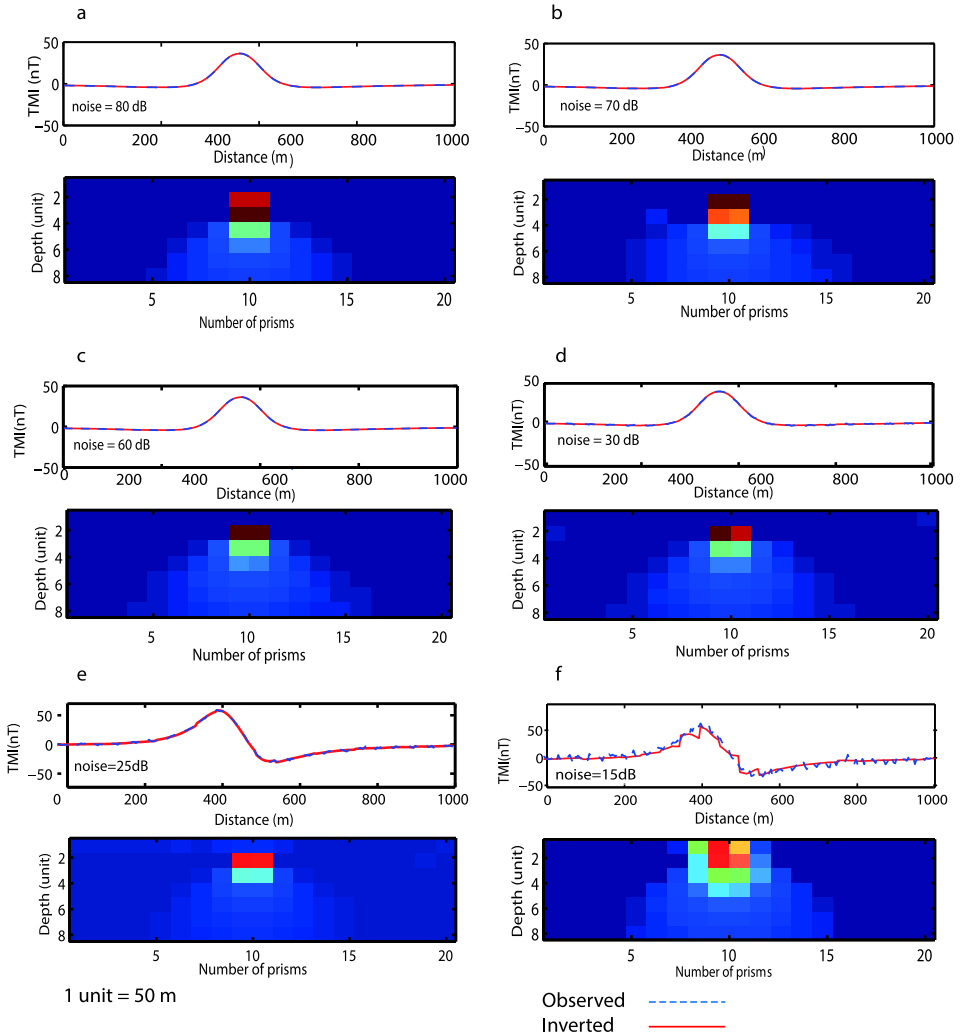 a
50
0
−50
TMI (nT)
noise = 80 dB
0 200 400 600 800 1000
Distance (m)
2
4
6
8
Depth (unit)
5 10 15 20
Number of prisms
b
50
0
−50
TMI(nT)
noise = 70 dB
0 200 400 600 800 1000
Distance (m)
2
4
6
8
Depth (unit)
5 10 15 20
Number of prisms
c
50
0
−50
TMI(nT)
noise = 60 dB
0 200 400 600 800 1000
Distance (m)
2
4
6
8
Depth (unit)
5 10 15 20
Number of prisms
d
50
0
−50
TMI(nT)
noise = 30 dB
0 200 400 600 800 1000
Distance (m)
2
4
6
8
Depth (unit)
5 10 15 20
Number of prisms
e
50
0
−50
TMI(nT)
noise=25dB
0 200 400 600 800 1000
Distance (m)
2
4
6
8
Depth (unit)
5 10 15 20
Number of prisms
f
50
0
−50
TMI(nT)
noise=15dB
0 200 400 600 800 1000
Distance (m)
2
4
6
8
Depth (unit)
5 10 15 20
Number of prisms
1 unit = 50 m
Observed
Inverted